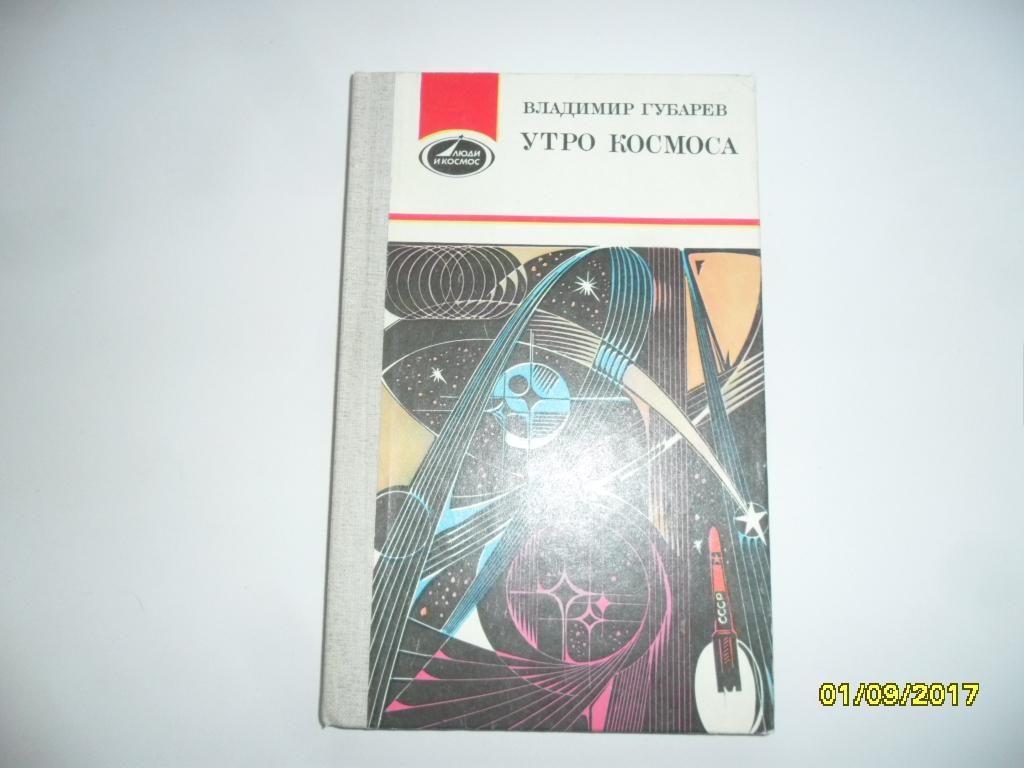 ВЛАДИМИР ГУБАРЕВ
УТРО КОСМОСА
ЛЮДИ
И КОСМОС
СССР
01/09/2017